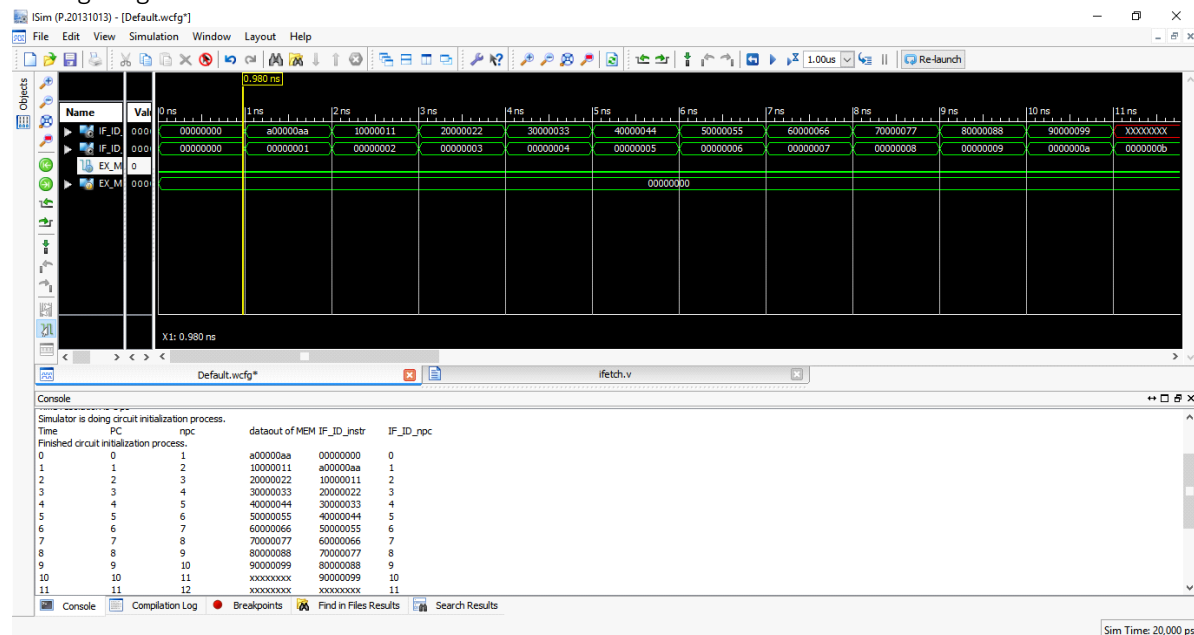 ISim (P.20131013) - [Default.wcfg*]
File Edit View Simulation Window Layout Help
1.00us Re-launch
Objects
0.980 ns
Name Val 0 ns 1 ns 2 ns 3 ns 4 ns 5 ns 6 ns 7 ns 8 ns 9 ns 10 ns 11 ns
IF_ID_ 000 00000000 a00000aa 10000011 20000022 30000033 40000044 50000055 60000066 70000077 80000088 90000099 XXXXXXXX
IF_ID_ 000 00000000 00000001 00000002 00000003 00000004 00000005 00000006 00000007 00000008 00000009 0000000a 0000000b
EX_M 0
EX_M 000 00000000
X1: 0.980 ns
Default.wcfg* ifetch.v
Console
Simulator is doing circuit initialization process.
Time PC npc dataout of MEM IF_ID_instr IF_ID_npc
Finished circuit initialization process.
0 0 1 a00000aa 00000000 0
1 1 2 10000011 a00000aa 1
2 2 3 20000022 10000011 2
3 3 4 30000033 20000022 3
4 4 5 40000044 30000033 4
5 5 6 50000055 40000044 5
6 6 7 60000066 50000055 6
7 7 8 70000077 60000066 7
8 8 9 80000088 70000077 8
9 9 10 90000099 80000088 9
10 10 11 xxxxxxxx 90000099 10
11 11 12 xxxxxxxx xxxxxxxx 11
Console Compilation Log Breakpoints Find in Files Results Search Results
Sim Time: 20,000 ps